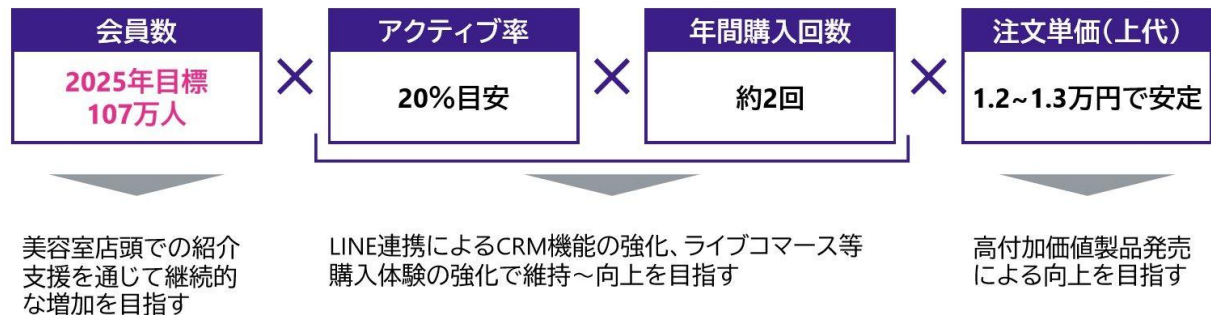 会員数
2025年目標
107万人
×
アクティブ率
20%目安
×
年間購入回数
約2回
×
注文単価(上代)
1.2~1.3万円で安定
美容室店頭での紹介
支援を通じて継続的
な増加を目指す
LINE連携によるCRM機能の強化、ライブコマース等
購入体験の強化で維持～向上を目指す
高付加価値製品発売
による向上を目指す